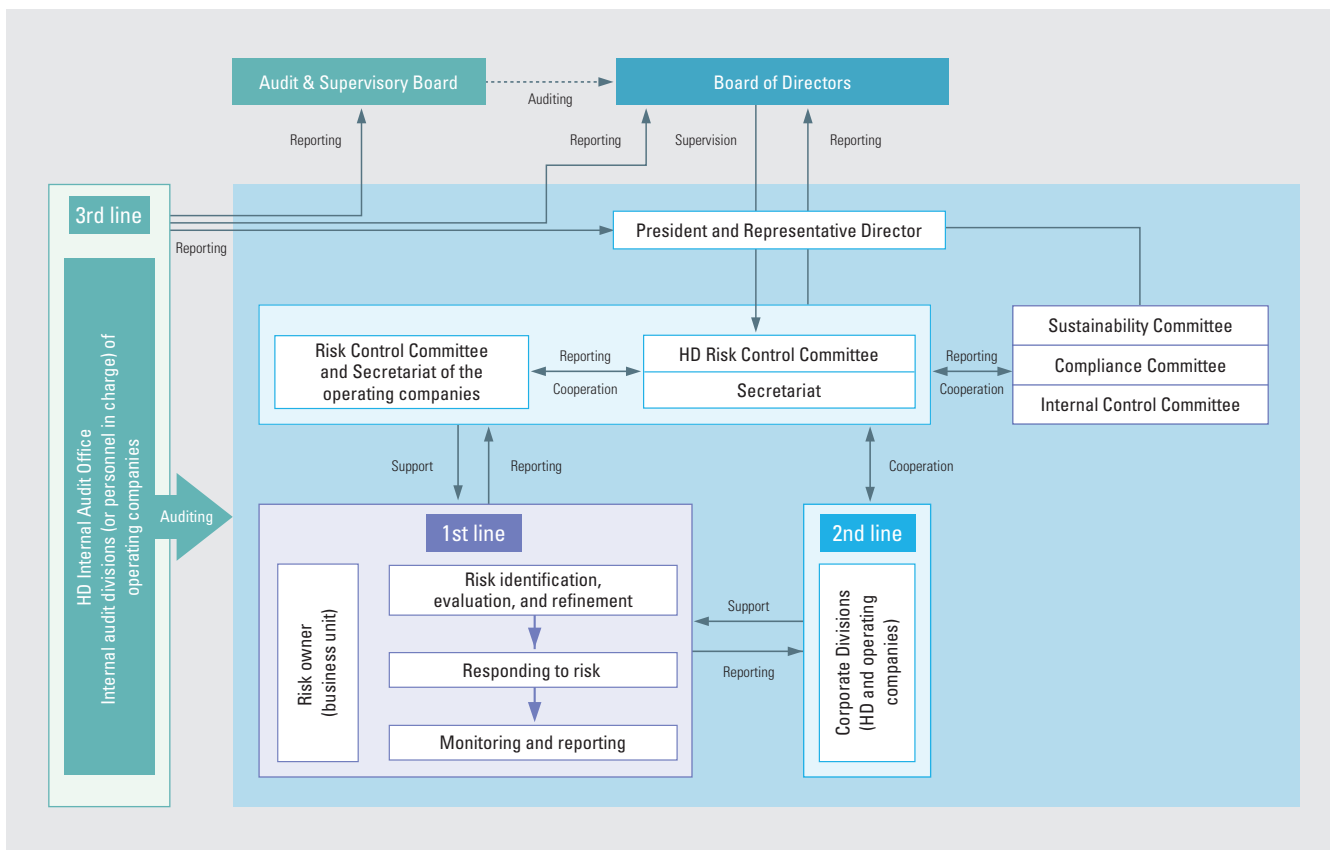 Audit & Supervisory Board
Board of Directors
Auditing
Reporting
Reporting
Supervision
Reporting
3rd line
Reporting
HD Internal Audit Office
Internal audit divisions (or personnel in charge) of
operating companies
Auditing
President and Representative Director
Risk Control Committee
and Secretariat of the
operating companies
Reporting
Cooperation
HD Risk Control Committee
Secretariat
Reporting
Cooperation
Sustainability Committee
Compliance Committee
Internal Control Committee
Support
Reporting
Cooperation
1st line
Risk owner
(business unit)
Risk identification,
evaluation, and refinement
Responding to risk
Monitoring and reporting
Support
Reporting
2nd line
Corporate Divisions
(HD and operating
companies)